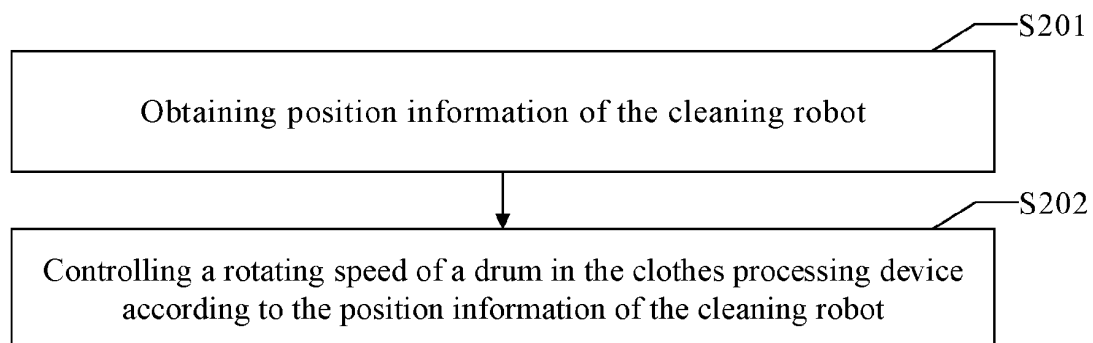 S201
Obtaining position information of the cleaning robot
S202
Controlling a rotating speed of a drum in the clothes processing device
according to the position information of the cleaning robot